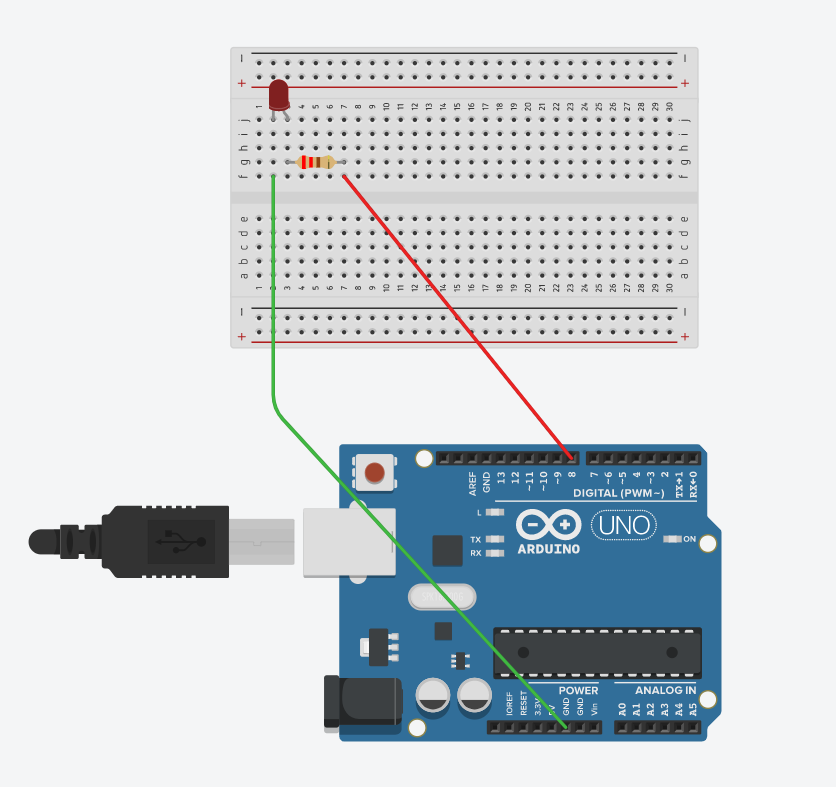 − −
+ +
1 2 3 4 5 6 7 8 9 10 11 12 13 14 15 16 17 18 19 20 21 22 23 24 25 26 27 28 29 30
j j
i i
h h
g g
f f
e e
d d
c c
b b
a a
1 2 3 4 5 6 7 8 9 10 11 12 13 14 15 16 17 18 19 20 21 22 23 24 25 26 27 28 29 30
− −
+ +
AREF GND 13 12 ~11 ~10 ~9 8 7 ~6 ~5 4 ~3 2 TX→1 RX←0
DIGITAL (PWM~)
L
TX
RX
ARDUINO
UNO
ON
POWER
ANALOG IN
IOREF RESET 3.3V 5V GND GND Vin A0 A1 A2 A3 A4 A5